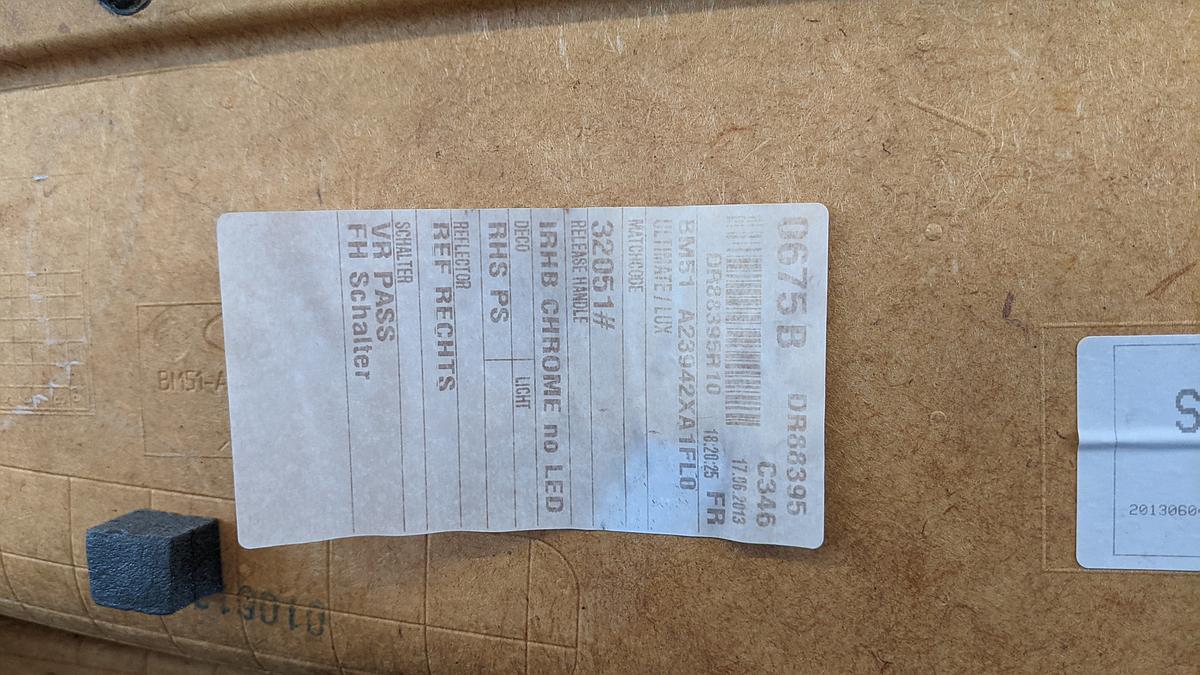 0675B DR88395
C346
17.06.2013
DR88395R10 18:20:25 FR
BM51 A23942XA1FL0
ULTIMATE / LUX
MATCHCODE
32051#
RELEASE HANDLE
IRHB CHROME no LED
DECO LIGHT
RHS PS
REFLECTOR
REF RECHTS
SCHALTER
VR PASS
FH Schalter
BM51-A
S
2013060